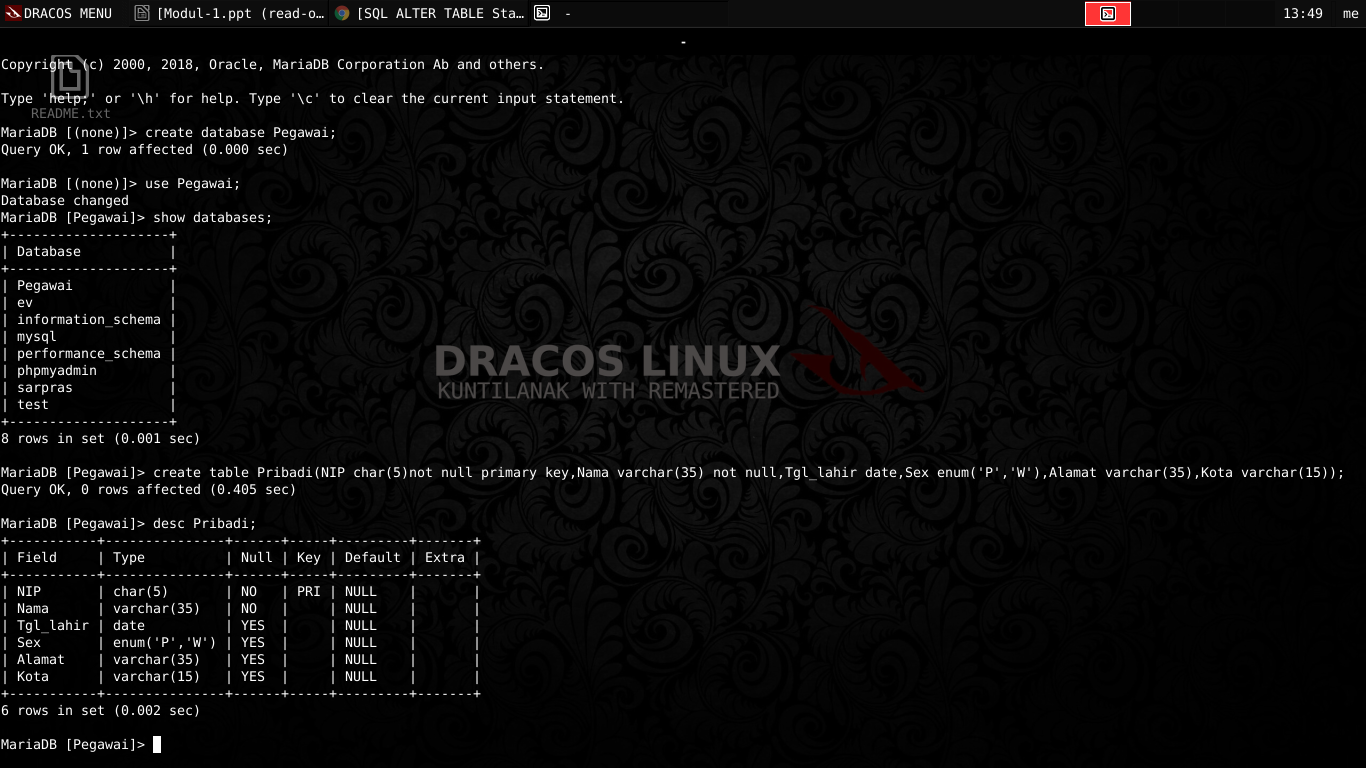 DRACOS MENU [Modul-1.ppt (read-o… [SQL ALTER TABLE Sta… - 13:49 me
-
Copyright (c) 2000, 2018, Oracle, MariaDB Corporation Ab and others.
Type 'help;' or '\h' for help. Type '\c' to clear the current input statement.
README.txt
MariaDB [(none)]> create database Pegawai;
Query OK, 1 row affected (0.000 sec)
MariaDB [(none)]> use Pegawai;
Database changed
MariaDB [Pegawai]> show databases;
+--------------------+
| Database           |
+--------------------+
| Pegawai            |
| ev                 |
| information_schema |
| mysql              |
| performance_schema |
| phpmyadmin         |
| sarpras            |
| test               |
+--------------------+
8 rows in set (0.001 sec)
DRACOS LINUX
KUNTILANAK WITH REMASTERED
MariaDB [Pegawai]> create table Pribadi(NIP char(5)not null primary key,Nama varchar(35) not null,Tgl_lahir date,Sex enum('P','W'),Alamat varchar(35),Kota varchar(15));
Query OK, 0 rows affected (0.405 sec)
MariaDB [Pegawai]> desc Pribadi;
+-----------+---------------+------+-----+---------+-------+
| Field     | Type          | Null | Key | Default | Extra |
+-----------+---------------+------+-----+---------+-------+
| NIP       | char(5)       | NO   | PRI | NULL    |       |
| Nama      | varchar(35)   | NO   |     | NULL    |       |
| Tgl_lahir | date          | YES  |     | NULL    |       |
| Sex       | enum('P','W') | YES  |     | NULL    |       |
| Alamat    | varchar(35)   | YES  |     | NULL    |       |
| Kota      | varchar(15)   | YES  |     | NULL    |       |
+-----------+---------------+------+-----+---------+-------+
6 rows in set (0.002 sec)
MariaDB [Pegawai]>